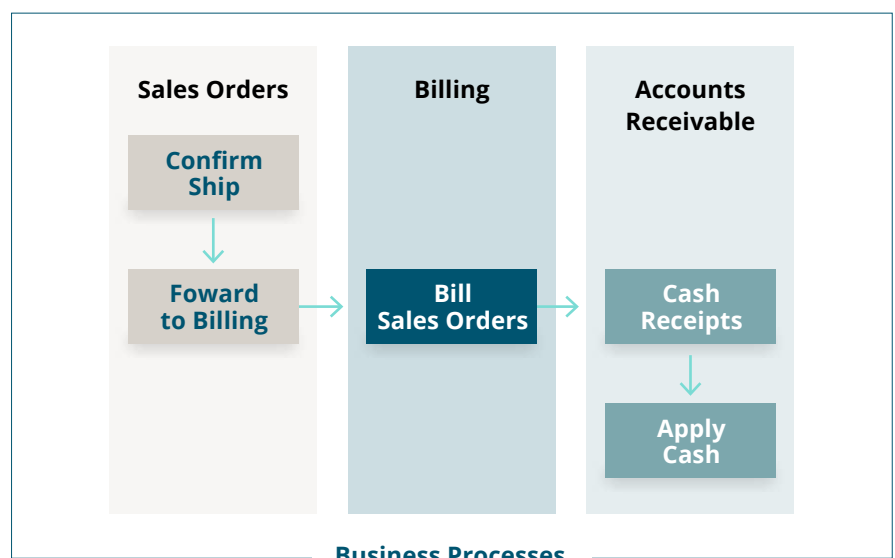 Sales Orders
Confirm
Ship
Foward
to Billing
Billing
Bill
Sales Orders
Accounts
Receivable
Cash
Receipts
Apply
Cash
Business Processes